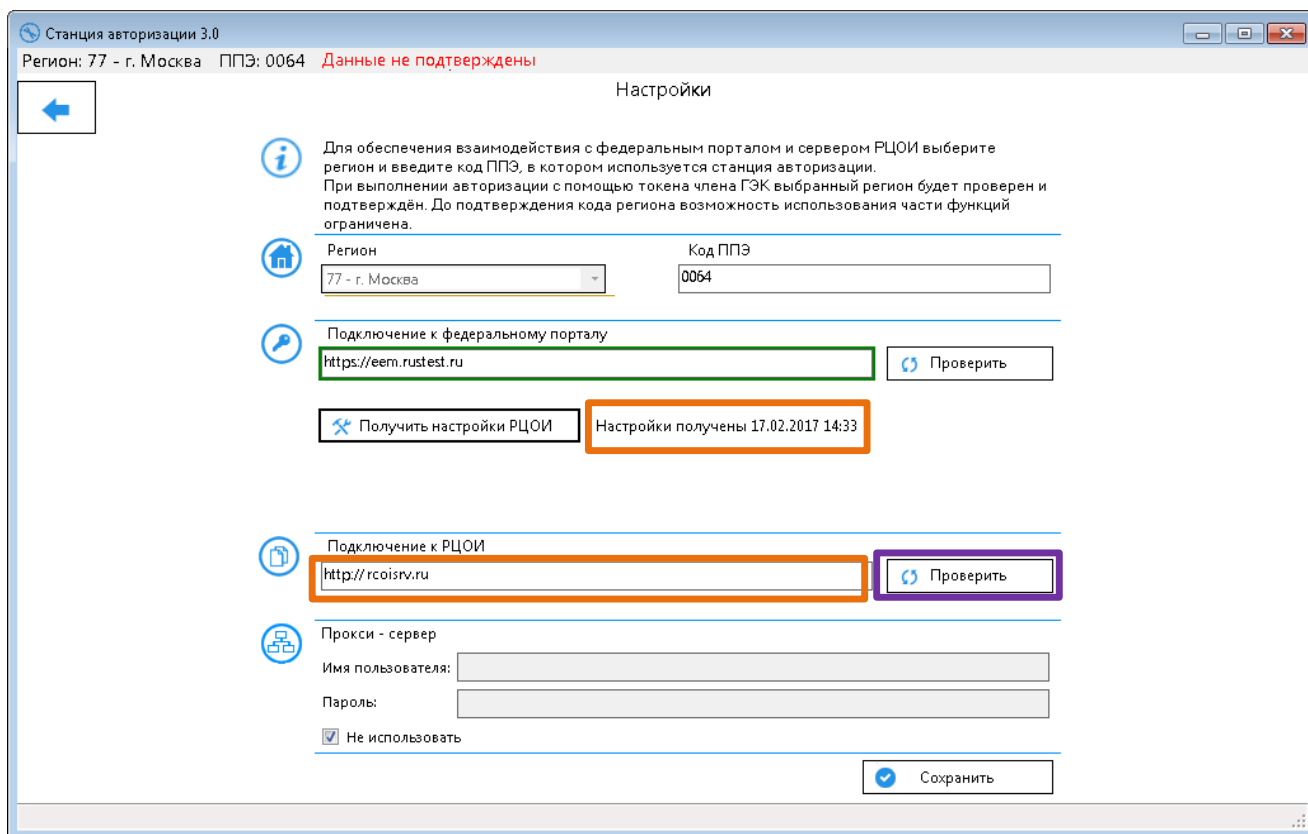 Станция авторизации 3.0
Регион: 77 - г. Москва ППЭ: 0064 Данные не подтверждены
Настройки
Для обеспечения взаимодействия с федеральным порталом и сервером РЦОИ выберите
регион и введите код ППЭ, в котором используется станция авторизации.
При выполнении авторизации с помощью токена члена ГЭК выбранный регион будет проверен и
подтверждён. До подтверждения кода региона возможность использования части функций
ограничена.
Регион Код ППЭ
77 - г. Москва 0064
Подключение к федеральному порталу
https://eem.rustest.ru Проверить
Получить настройки РЦОИ Настройки получены 17.02.2017 14:33
Подключение к РЦОИ
http://rcoisrv.ru Проверить
Прокси - сервер
Имя пользователя:
Пароль:
Не использовать
Сохранить